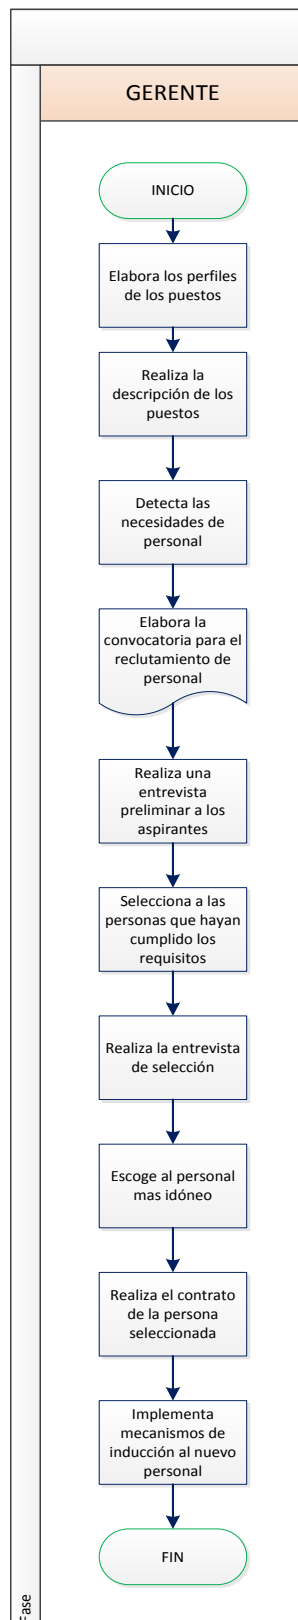 GERENTE
INICIO
Elabora los perfiles
de los puestos
Realiza la
descripción de los
puestos
Detecta las
necesidades de
personal
Elabora la
convocatoria para el
reclutamiento de
personal
Realiza una
entrevista
preliminar a los
aspirantes
Selecciona a las
personas que hayan
cumplido los
requisitos
Realiza la entrevista
de selección
Escoge al personal
mas idóneo
Realiza el contrato
de la persona
seleccionada
Implementa
mecanismos de
inducción al nuevo
personal
FIN
Fase